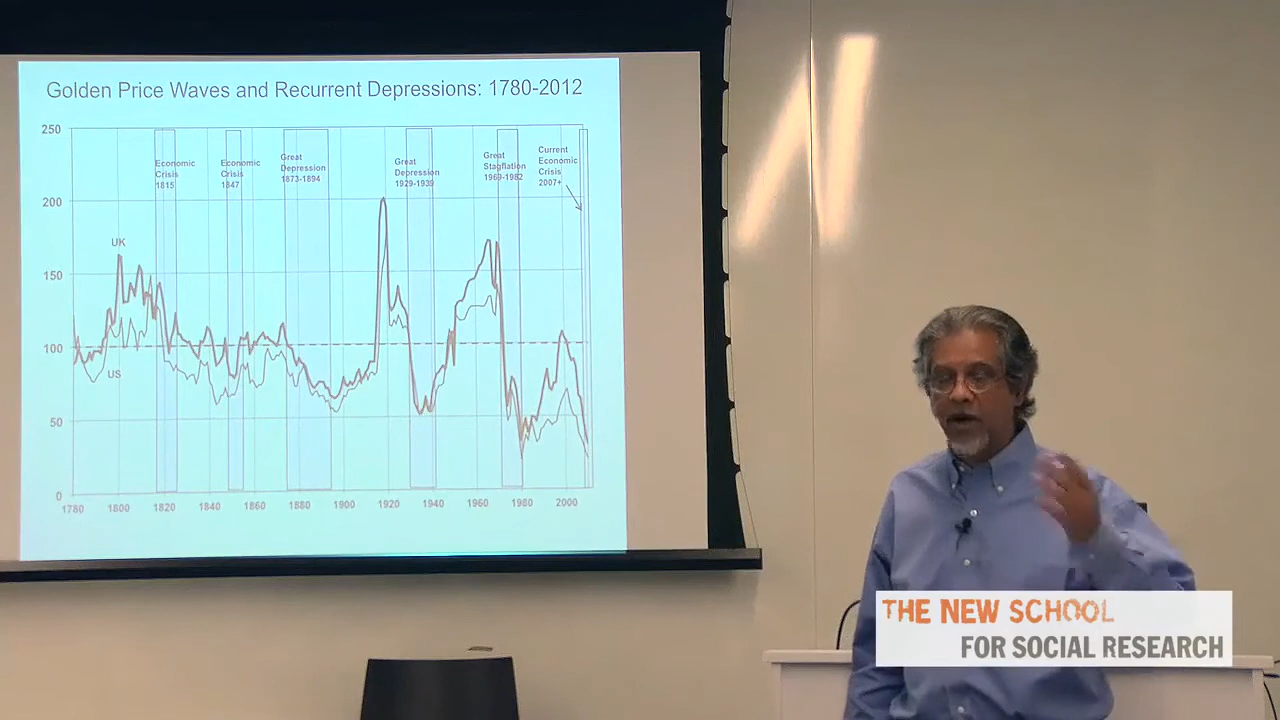 Golden Price Waves and Recurrent Depressions: 1780-2012
250
200
150
100
50
0
Economic
Crisis
1815
Economic
Crisis
1847
Great
Depression
1873-1894
Great
Depression
1929-1939
Great
Stagflation
1969-1982
Current
Economic
Crisis
2007+
UK
US
1780 1800 1820 1840 1860 1880 1900 1920 1940 1960 1980 2000
THE NEW SCHOOL
FOR SOCIAL RESEARCH